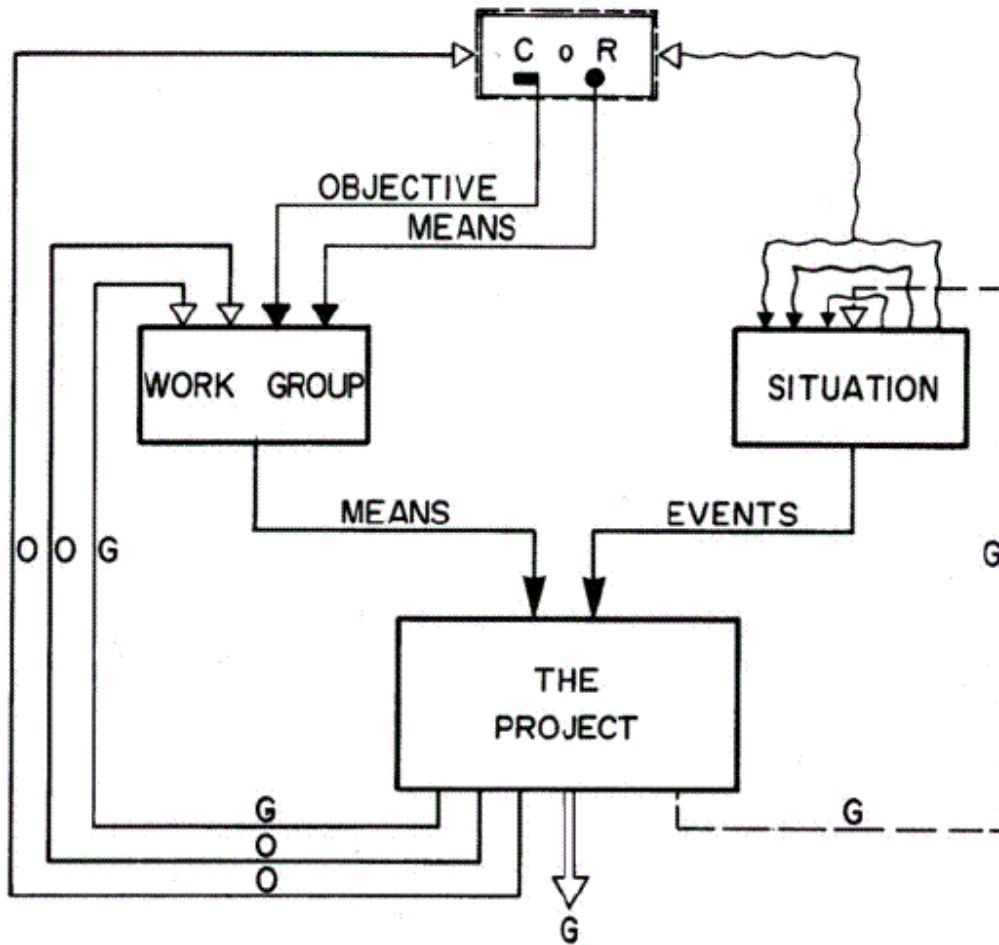 C o R
OBJECTIVE
MEANS
WORK GROUP
SITUATION
MEANS
EVENTS
O O G
G
THE
PROJECT
G
G
O
O
G